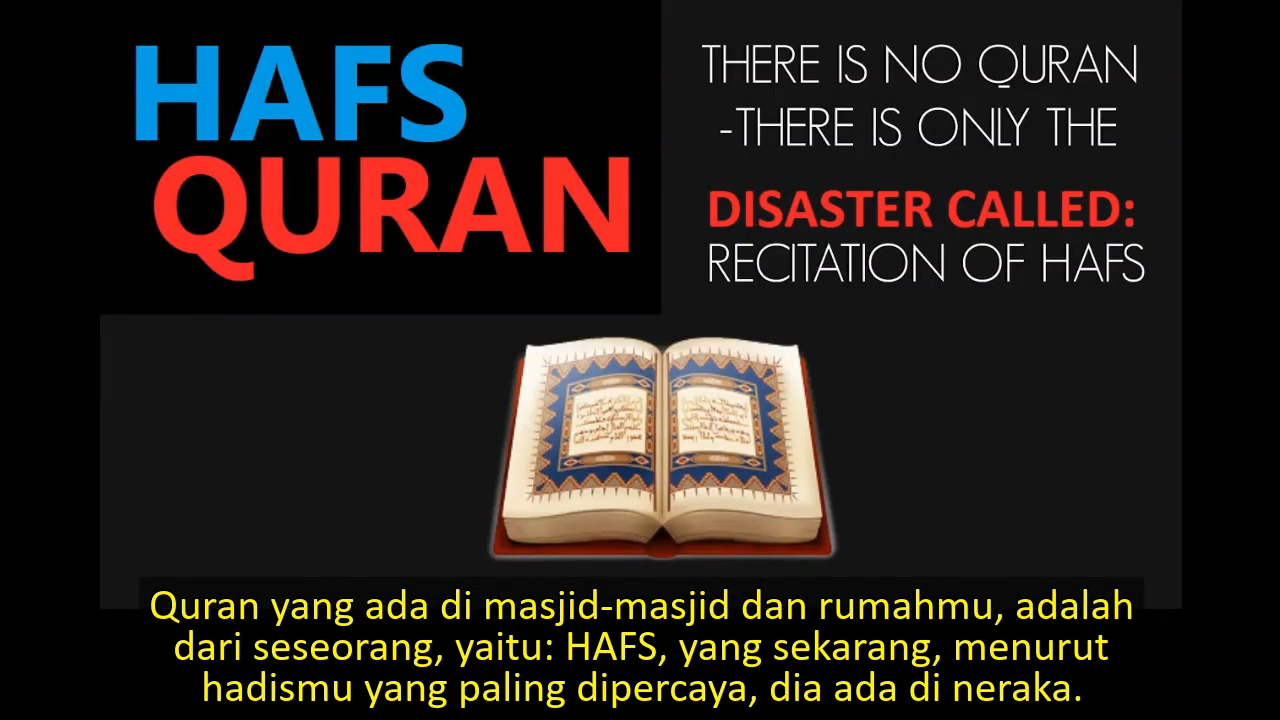 HAFS
QURAN
THERE IS NO QURAN
-THERE IS ONLY THE
DISASTER CALLED:
RECITATION OF HAFS
Quran yang ada di masjid-masjid dan rumahmu, adalah
dari seseorang, yaitu: HAFS, yang sekarang, menurut
hadismu yang paling dipercaya, dia ada di neraka.